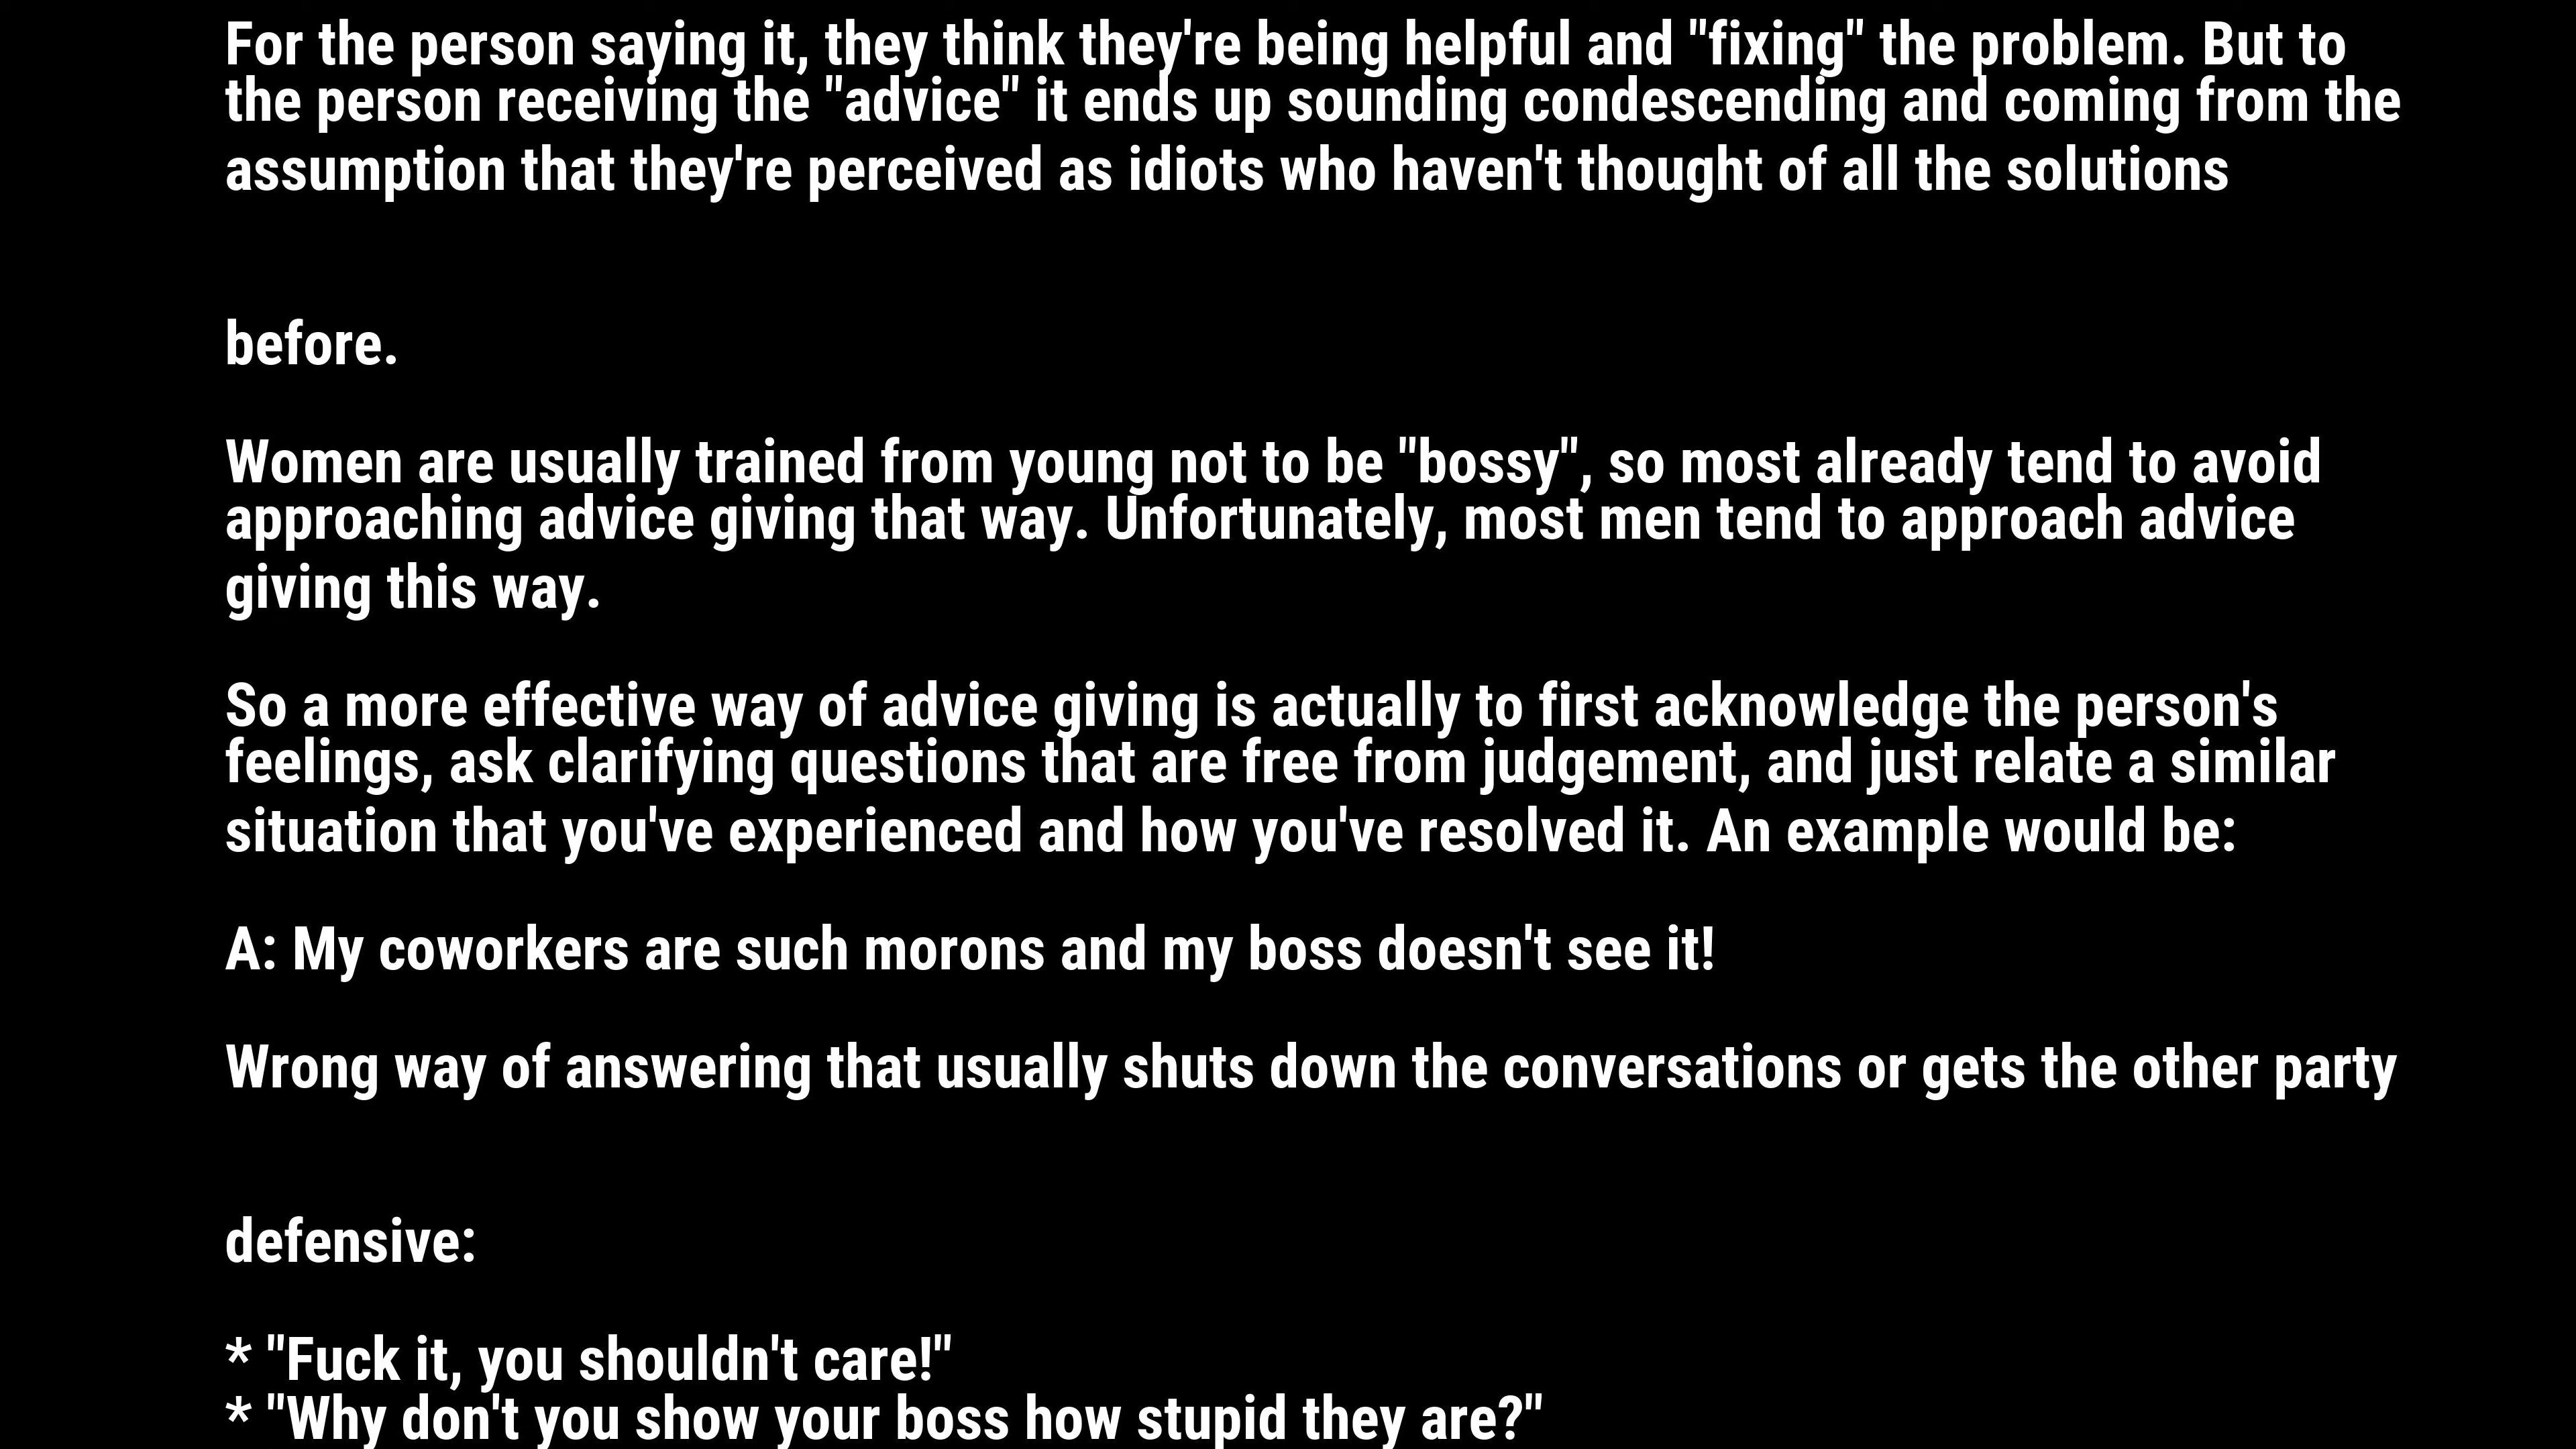 For the person saying it, they think they're being helpful and "fixing" the problem. But to
the person receiving the "advice" it ends up sounding condescending and coming from the
assumption that they're perceived as idiots who haven't thought of all the solutions
before.
Women are usually trained from young not to be "bossy", so most already tend to avoid
approaching advice giving that way. Unfortunately, most men tend to approach advice
giving this way.
So a more effective way of advice giving is actually to first acknowledge the person's
feelings, ask clarifying questions that are free from judgement, and just relate a similar
situation that you've experienced and how you've resolved it. An example would be:
A: My coworkers are such morons and my boss doesn't see it!
Wrong way of answering that usually shuts down the conversations or gets the other party
defensive:
* "Fuck it, you shouldn't care!"
* "Why don't you show your boss how stupid they are?"